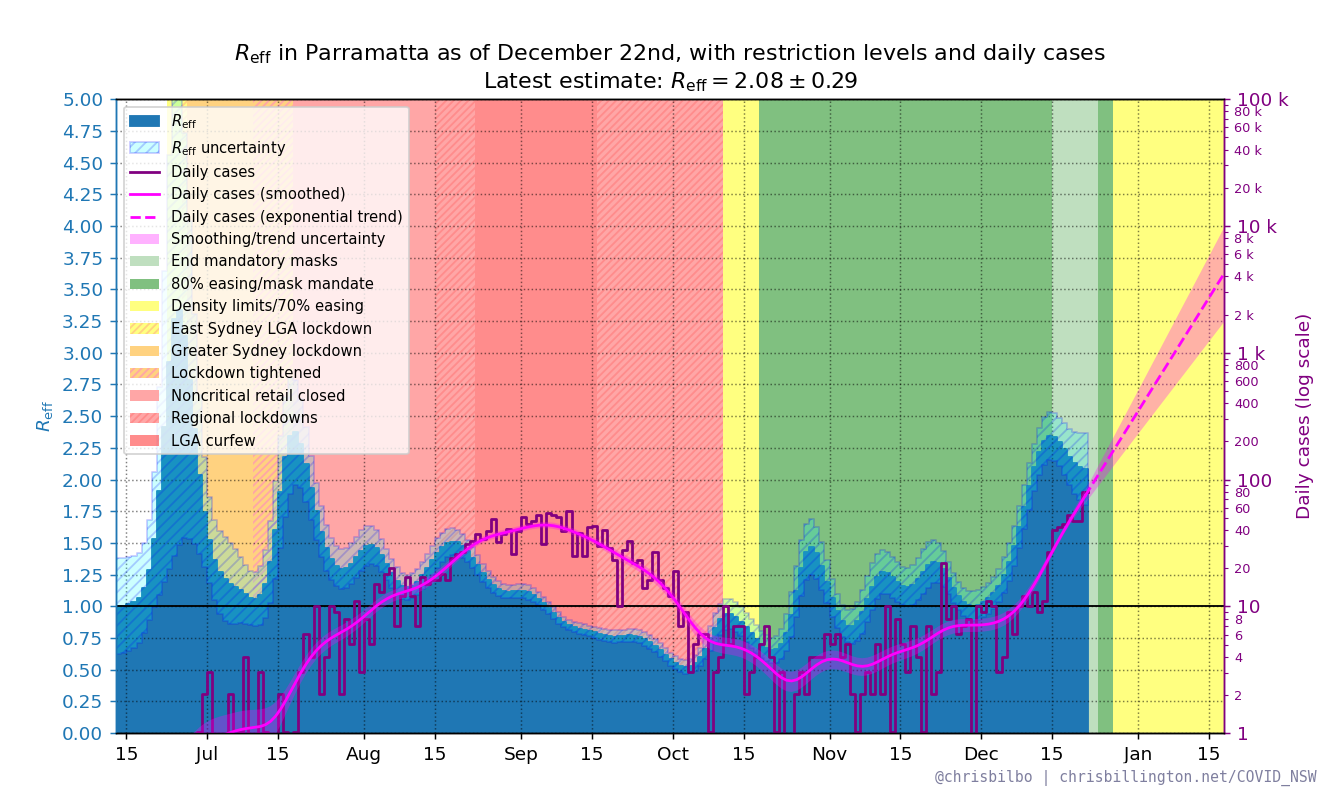 Reff in Parramatta as of December 22nd, with restriction levels and daily cases
Latest estimate: Reff = 2.08 ± 0.29
5.00
4.75
4.50
4.25
4.00
3.75
3.50
3.25
3.00
2.75
2.50
2.25
2.00
1.75
1.50
1.25
1.00
0.75
0.50
0.25
0.00
Reff
Reff
Reff uncertainty
Daily cases
Daily cases (smoothed)
Daily cases (exponential trend)
Smoothing/trend uncertainty
End mandatory masks
80% easing/mask mandate
Density limits/70% easing
East Sydney LGA lockdown
Greater Sydney lockdown
Lockdown tightened
Noncritical retail closed
Regional lockdowns
LGA curfew
100 k
80 k
60 k
40 k
20 k
10 k
8 k
6 k
4 k
2 k
1 k
800
600
400
200
100
80
60
40
20
10
8
6
4
2
1
Daily cases (log scale)
15 Jul 15 Aug 15 Sep 15 Oct 15 Nov 15 Dec 15 Jan 15
@chrisbilbo | chrisbillington.net/COVID_NSW